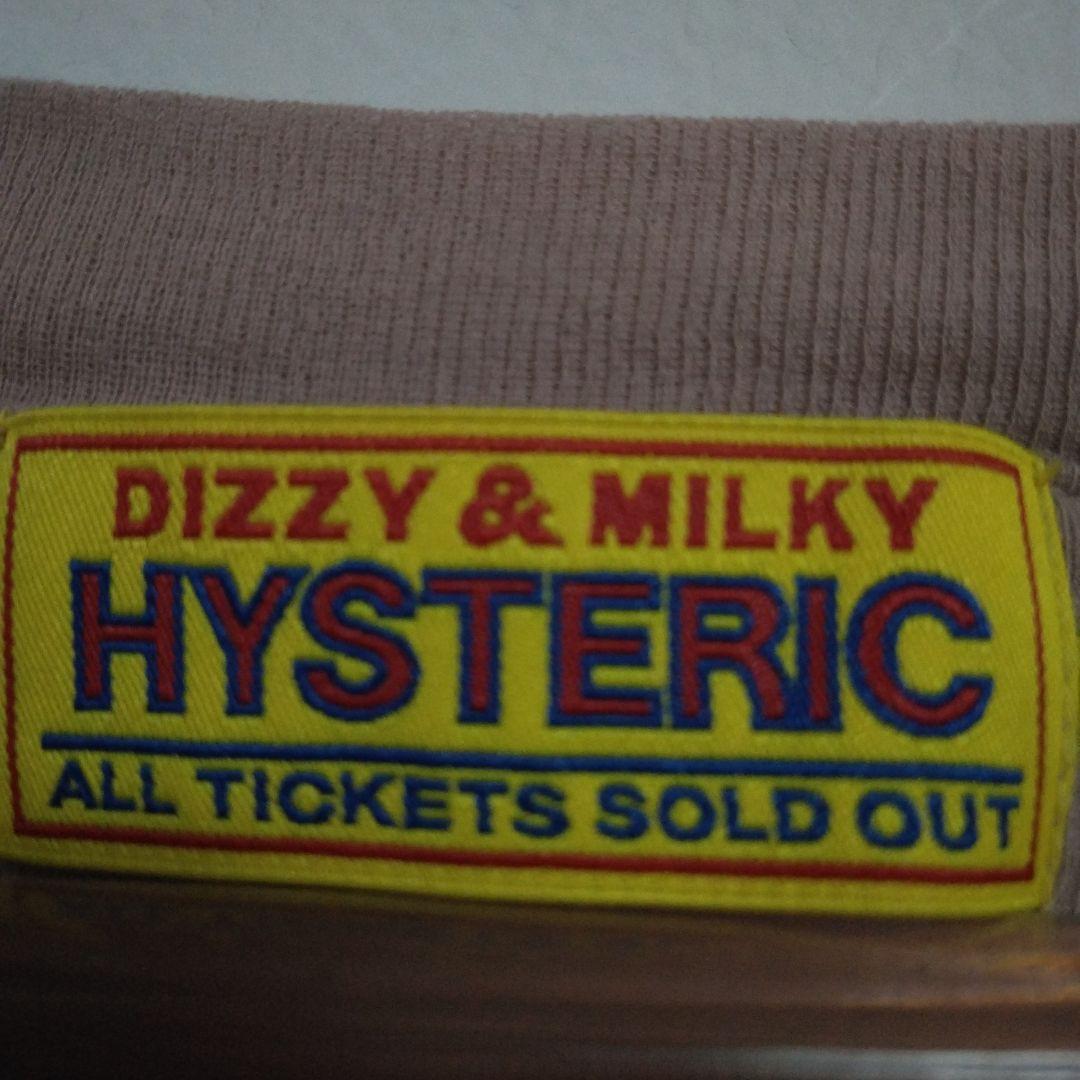 DIZZY & MILKY
HYSTERIC
ALL TICKETS SOLD OUT